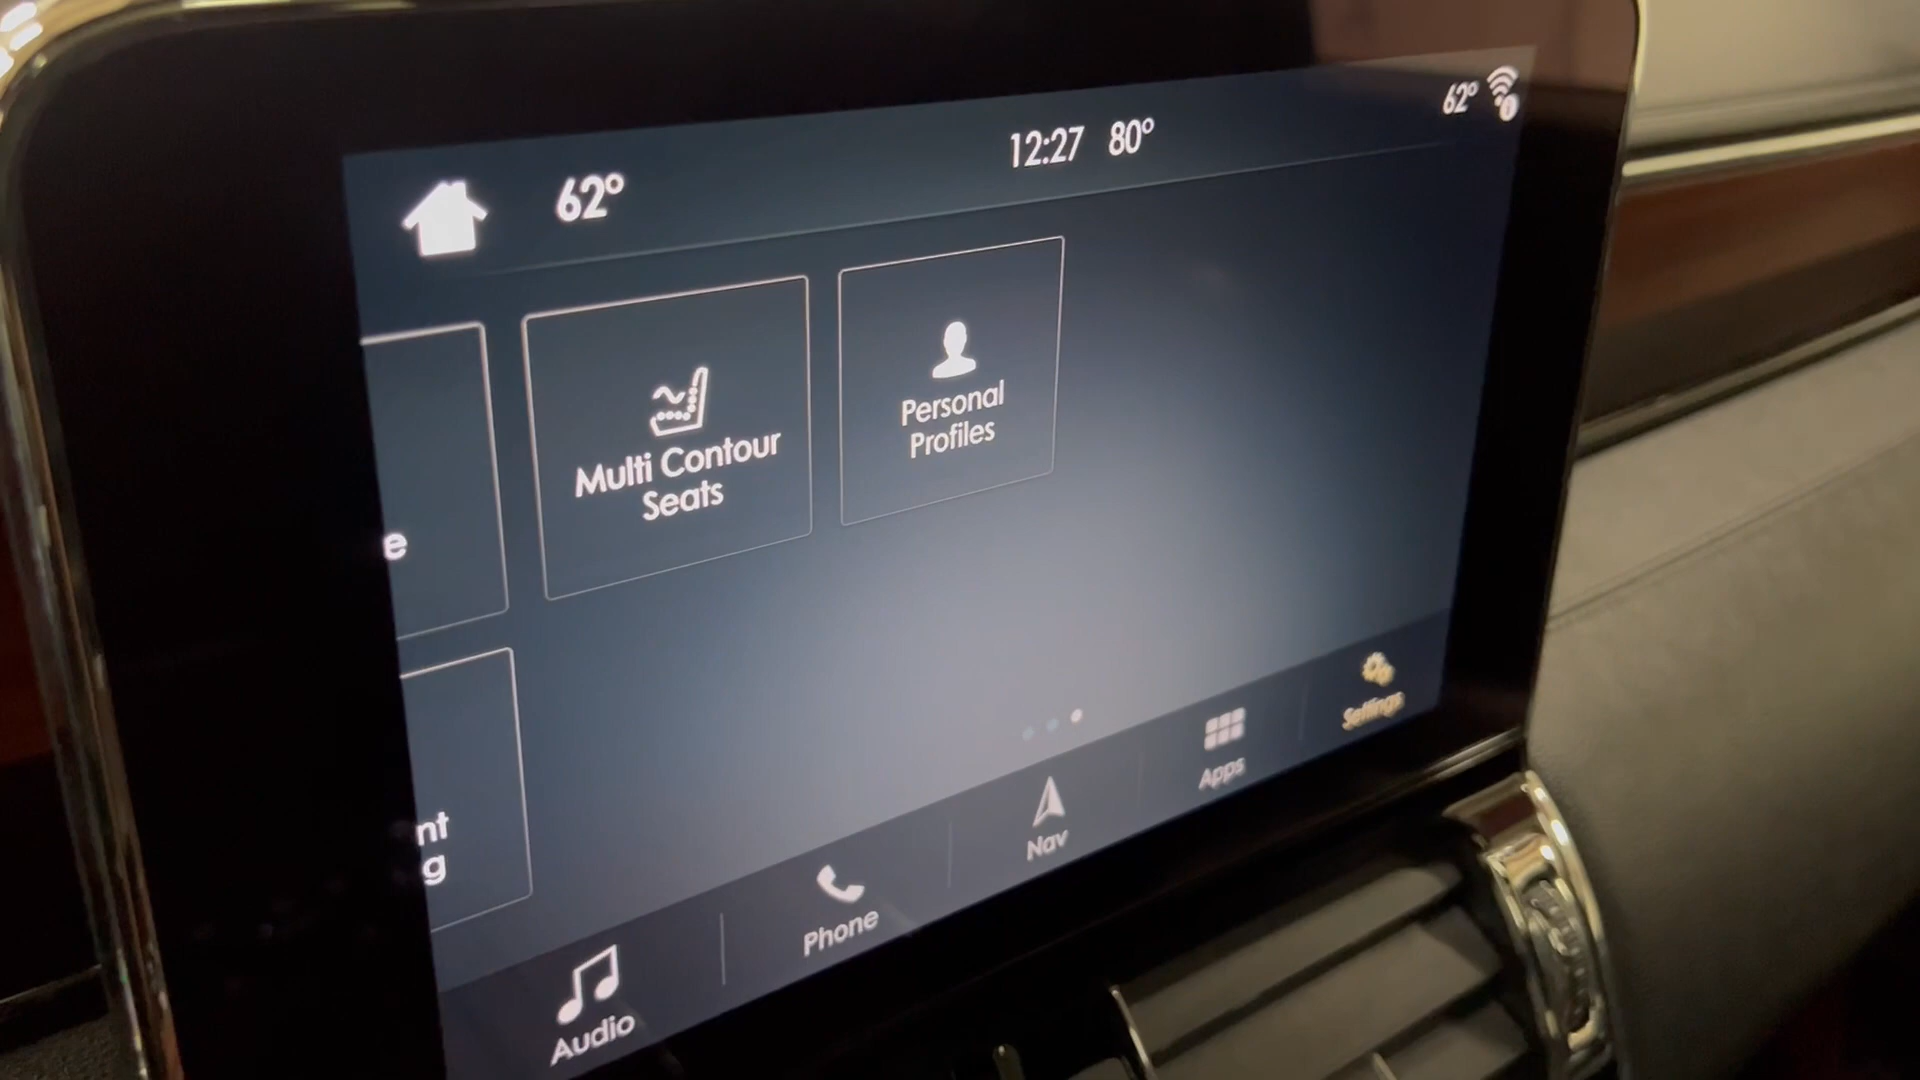 62° 12:27 80° 62°
e
Multi Contour
Seats
Personal
Profiles
nt
g
Audio
Phone
Nav
Apps
Settings